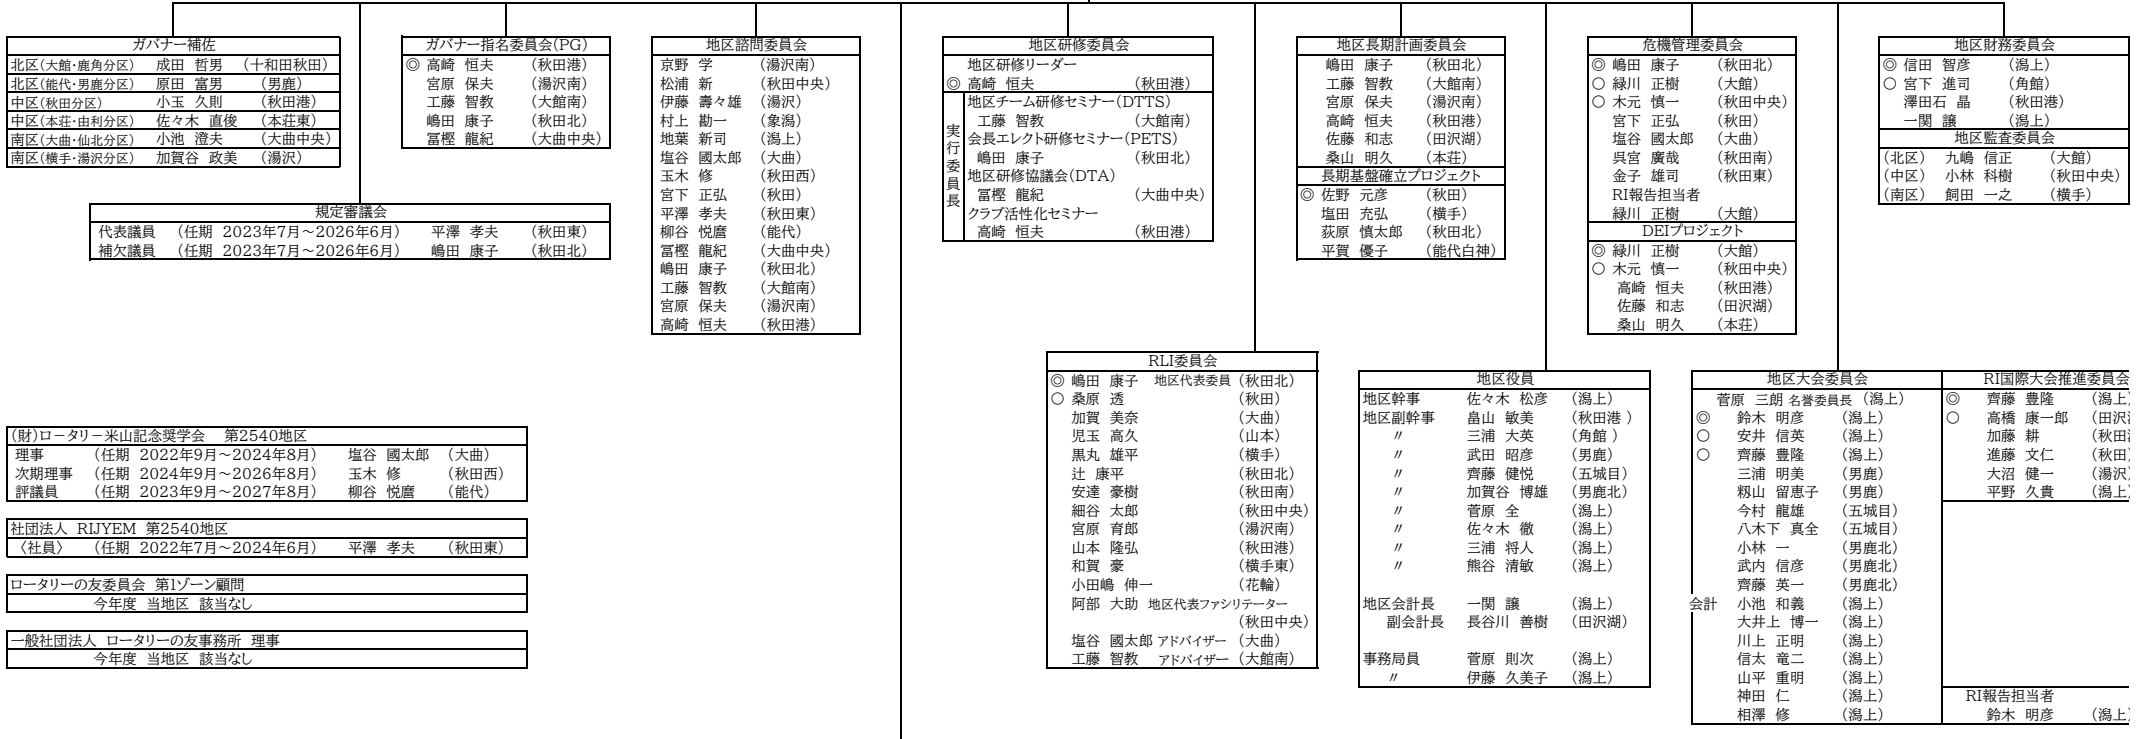 ガバナー補佐
北区(大館・鹿角分区) 成田 哲男 (十和田秋田)
北区(能代・男鹿分区) 原田 富男 (男鹿)
中区(秋田分区) 小玉 久則 (秋田港)
中区(本荘・由利分区) 佐々木 直俊 (本荘東)
南区(大曲・仙北分区) 小池 澄夫 (大曲中央)
南区(横手・湯沢分区) 加賀谷 政美 (湯沢)
ガバナー指名委員会(PG)
◎ 高崎 恒夫 (秋田港)
宮原 保夫 (湯沢南)
工藤 智教 (大館南)
嶋田 康子 (秋田北)
冨樫 龍紀 (大曲中央)
規定審議会
代表議員 (任期 2023年7月～2026年6月) 平澤 孝夫 (秋田東)
補欠議員 (任期 2023年7月～2026年6月) 嶋田 康子 (秋田北)
地区諮問委員会
京野 学 (湯沢南)
松浦 新 (秋田中央)
伊藤 壽々雄 (湯沢)
村上 勘一 (象潟)
地葉 新司 (潟上)
塩谷 國太郎 (大曲)
玉木 修 (秋田西)
宮下 正弘 (秋田)
平澤 孝夫 (秋田東)
柳谷 悦麿 (能代)
冨樫 龍紀 (大曲中央)
嶋田 康子 (秋田北)
工藤 智教 (大館南)
宮原 保夫 (湯沢南)
高崎 恒夫 (秋田港)
地区研修委員会
地区研修リーダー
◎ 高崎 恒夫 (秋田港)
実行委員長
地区チーム研修セミナー(DTTS)
工藤 智教 (大館南)
会長エレクト研修セミナー(PETS)
嶋田 康子 (秋田北)
地区研修協議会(DTA)
冨樫 龍紀 (大曲中央)
クラブ活性化セミナー
高崎 恒夫 (秋田港)
地区長期計画委員会
嶋田 康子 (秋田北)
工藤 智教 (大館南)
宮原 保夫 (湯沢南)
高崎 恒夫 (秋田港)
佐藤 和志 (田沢湖)
桑山 明久 (本荘)
長期基盤確立プロジェクト
◎ 佐野 元彦 (秋田)
塩田 充弘 (横手)
荻原 慎太郎 (秋田北)
平賀 優子 (能代白神)
危機管理委員会
◎ 嶋田 康子 (秋田北)
○ 緑川 正樹 (大館)
○ 木元 慎一 (秋田中央)
宮下 正弘 (秋田)
塩谷 國太郎 (大曲)
呉宮 廣哉 (秋田南)
金子 雄司 (秋田東)
RI報告担当者
緑川 正樹 (大館)
DEIプロジェクト
◎ 緑川 正樹 (大館)
○ 木元 慎一 (秋田中央)
高崎 恒夫 (秋田港)
佐藤 和志 (田沢湖)
桑山 明久 (本荘)
地区財務委員会
◎ 信田 智彦 (潟上)
○ 宮下 進司 (角館)
澤田石 晶 (秋田港)
一関 譲 (潟上)
地区監査委員会
(北区) 九嶋 信正 (大館)
(中区) 小林 科樹 (秋田中央)
(南区) 飼田 一之 (横手)
(財)ロータリー米山記念奨学会 第2540地区
理事 (任期 2022年9月～2024年8月) 塩谷 國太郎 (大曲)
次期理事 (任期 2024年9月～2026年8月) 玉木 修 (秋田西)
評議員 (任期 2023年9月～2027年8月) 柳谷 悦麿 (能代)
社団法人 RIJYEM 第2540地区
〈社員〉 (任期 2022年7月～2024年6月) 平澤 孝夫 (秋田東)
ロータリーの友委員会 第1ゾーン顧問
今年度 当地区 該当なし
一般社団法人 ロータリーの友事務所 理事
今年度 当地区 該当なし
RLI委員会
◎ 嶋田 康子 地区代表委員 (秋田北)
○ 桑原 透 (秋田)
加賀 美奈 (大曲)
児玉 高久 (山本)
黒丸 雄平 (横手)
辻 康平 (秋田北)
安達 豪樹 (秋田南)
細谷 太郎 (秋田中央)
宮原 育郎 (湯沢南)
山本 隆弘 (秋田港)
和賀 豪 (横手東)
小田嶋 伸一 (花輪)
阿部 大助 地区代表ファシリテーター
(秋田中央)
塩谷 國太郎 アドバイザー (大曲)
工藤 智教 アドバイザー (大館南)
地区役員
地区幹事 佐々木 松彦 (潟上)
地区副幹事 畠山 敏美 (秋田港 )
〃 三浦 大英 (角館 )
〃 武田 昭彦 (男鹿)
〃 齊藤 健悦 (五城目)
〃 加賀谷 博雄 (男鹿北)
〃 菅原 全 (潟上)
〃 佐々木 徹 (潟上)
〃 三浦 将人 (潟上)
〃 熊谷 清敏 (潟上)
地区会計長 一関 譲 (潟上)
副会計長 長谷川 善樹 (田沢湖)
事務局員 菅原 則次 (潟上)
〃 伊藤 久美子 (潟上)
地区大会委員会
菅原 三朗 名誉委員長 (潟上)
◎ 鈴木 明彦 (潟上)
○ 安井 信英 (潟上)
○ 齊藤 豊隆 (潟上)
三浦 明美 (男鹿)
籾山 留恵子 (男鹿)
今村 龍雄 (五城目)
八木下 真全 (五城目)
小林 一 (男鹿北)
武内 信彦 (男鹿北)
齊藤 英一 (男鹿北)
会計 小池 和義 (潟上)
大井上 博一 (潟上)
川上 正明 (潟上)
信太 竜二 (潟上)
山平 重明 (潟上)
神田 仁 (潟上)
相澤 修 (潟上)
RI国際大会推進委員会
◎ 齊藤 豊隆 (潟上
○ 高橋 康一郎 (田沢
加藤 耕 (秋田
進藤 文仁 (秋田
大沼 健一 (湯沢
平野 久貴 (潟上
RI報告担当者
鈴木 明彦 (潟上